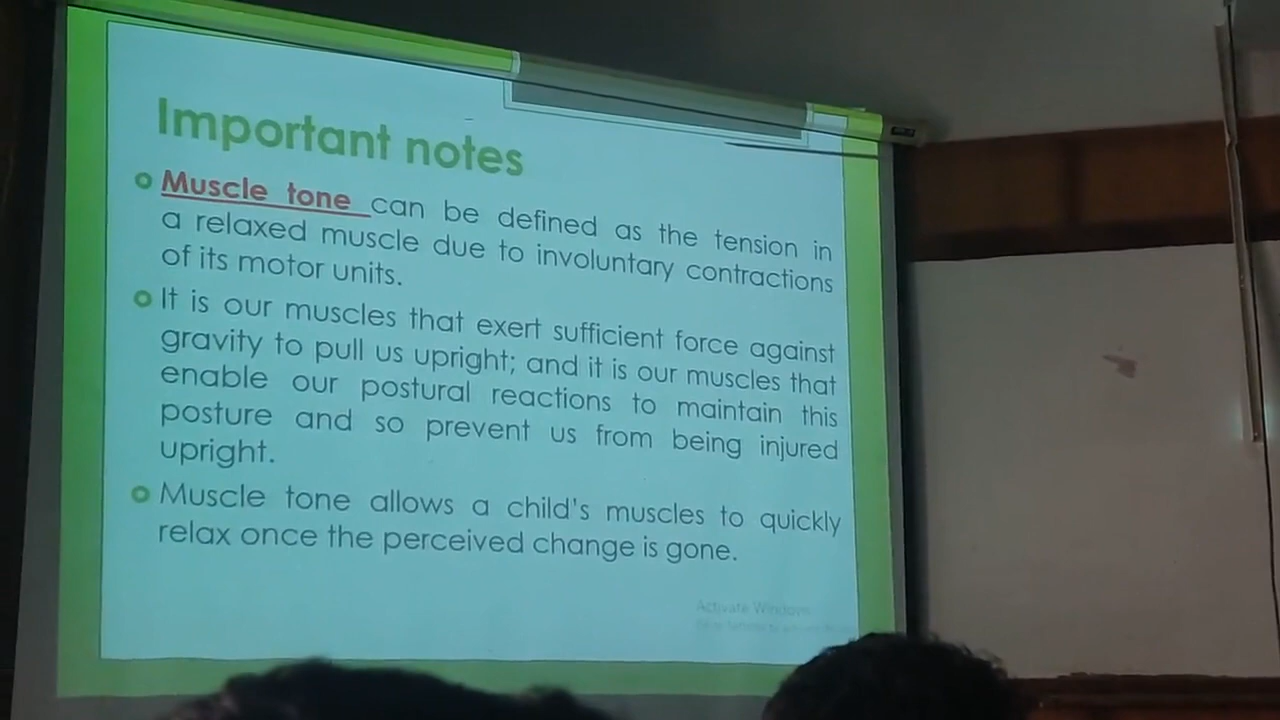 Important notes
Muscle tone can be defined as the tension in
a relaxed muscle due to involuntary contractions
of its motor units.
It is our muscles that exert sufficient force against
gravity to pull us upright; and it is our muscles that
enable our postural reactions to maintain this
posture and so prevent us from being injured
upright.
Muscle tone allows a child's muscles to quickly
relax once the perceived change is gone.
Activate Windows